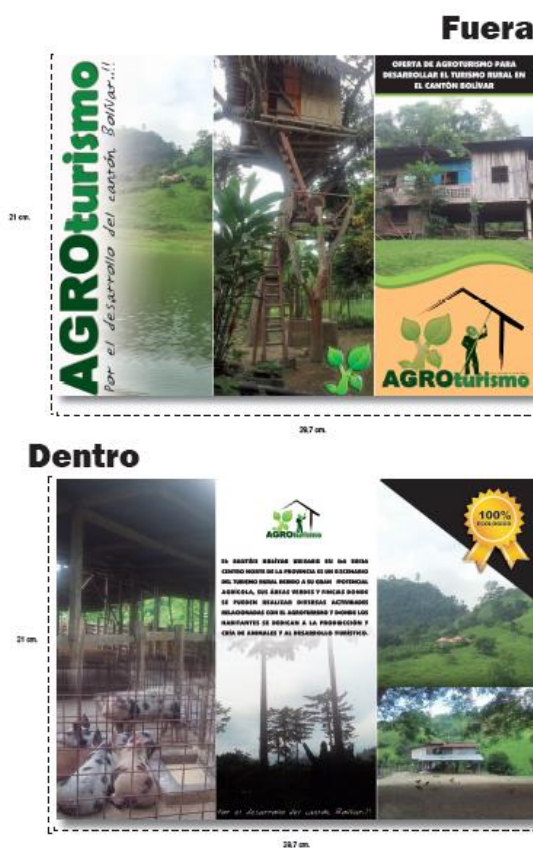 Fuera
AGROturismo
Por el desarrollo del cantón Bolívar..!!
OFERTA DE AGROTURISMO PARA
DESARROLLAR EL TURISMO RURAL EN
EL CANTÓN BOLÍVAR
AGROturismo
21 cm.
29,7 cm.
Dentro
AGROturismo
EL CANTÓN BOLÍVAR UBICADO EN LA ZONA
CENTRO NORTE DE LA PROVINCIA ES UN ESCENARIO
DEL TURISMO RURAL DEBIDO A SU GRAN POTENCIAL
AGRÍCOLA, SUS ÁREAS VERDES Y FINCAS DONDE
SE PUEDEN REALIZAR DIVERSAS ACTIVIDADES
RELACIONADAS CON EL AGROTURISMO Y DONDE LOS
HABITANTES SE DEDICAN A LA PRODUCCIÓN Y
CRÍA DE ANIMALES Y AL DESARROLLO TURÍSTICO.
Por el desarrollo del cantón Bolívar.!!
100%
ECOLÓGICO
21 cm.
29,7 cm.